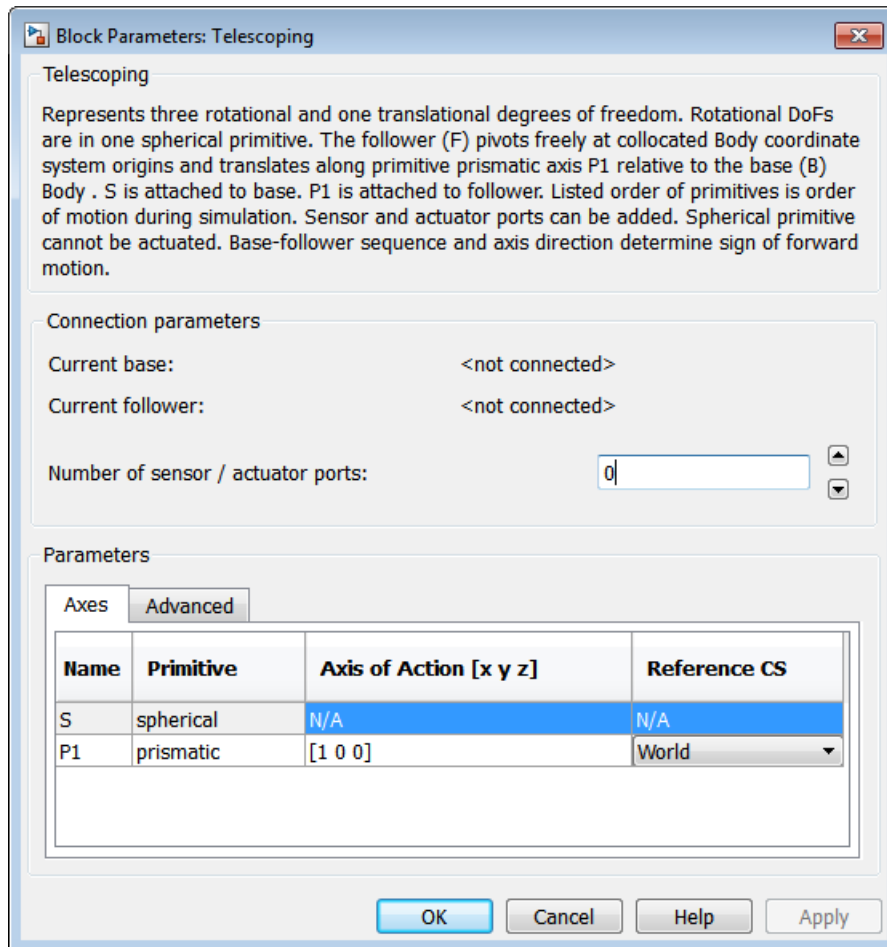 Block Parameters: Telescoping
Telescoping
Represents three rotational and one translational degrees of freedom. Rotational DoFs
are in one spherical primitive. The follower (F) pivots freely at collocated Body coordinate
system origins and translates along primitive prismatic axis P1 relative to the base (B)
Body . S is attached to base. P1 is attached to follower. Listed order of primitives is order
of motion during simulation. Sensor and actuator ports can be added. Spherical primitive
cannot be actuated. Base-follower sequence and axis direction determine sign of forward
motion.
Connection parameters
Current base: <not connected>
Current follower: <not connected>
Number of sensor / actuator ports: 0
Parameters
Axes Advanced
Name Primitive Axis of Action [x y z] Reference CS
S spherical N/A N/A
P1 prismatic [1 0 0] World
OK Cancel Help Apply